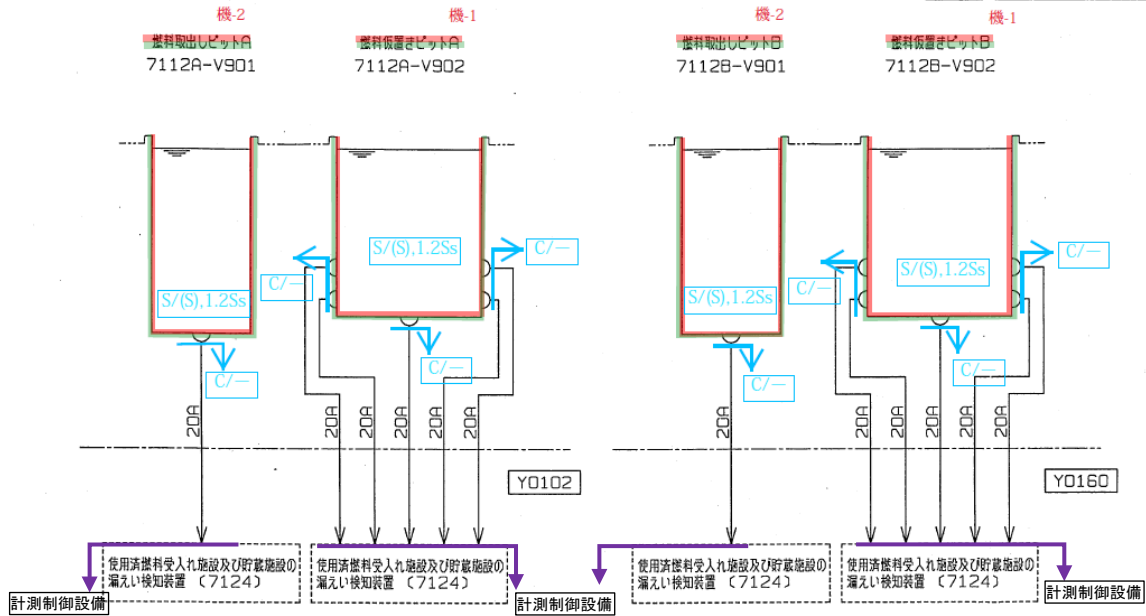 機-2
機-1
機-2
機-1
燃料取出しピットA
燃料仮置きピットA
燃料取出しピットB
燃料仮置きピットB
7112A-V901
7112A-V902
7112B-V901
7112B-V902
S/(S),1.2Ss
C/―
C/―
S/(S),1.2Ss
C/―
S/(S),1.2Ss
C/―
C/―
S/(S),1.2Ss
C/―
C/―
C/―
C/―
20A
20A
20A
20A
20A
20A
20A
20A
20A
20A
20A
20A
Y0102
Y0160
使用済燃料受入れ施設及び貯蔵施設の
漏えい検知装置 (7124)
使用済燃料受入れ施設及び貯蔵施設の
漏えい検知装置 (7124)
使用済燃料受入れ施設及び貯蔵施設の
漏えい検知装置 (7124)
使用済燃料受入れ施設及び貯蔵施設の
漏えい検知装置 (7124)
計測制御設備
計測制御設備
計測制御設備